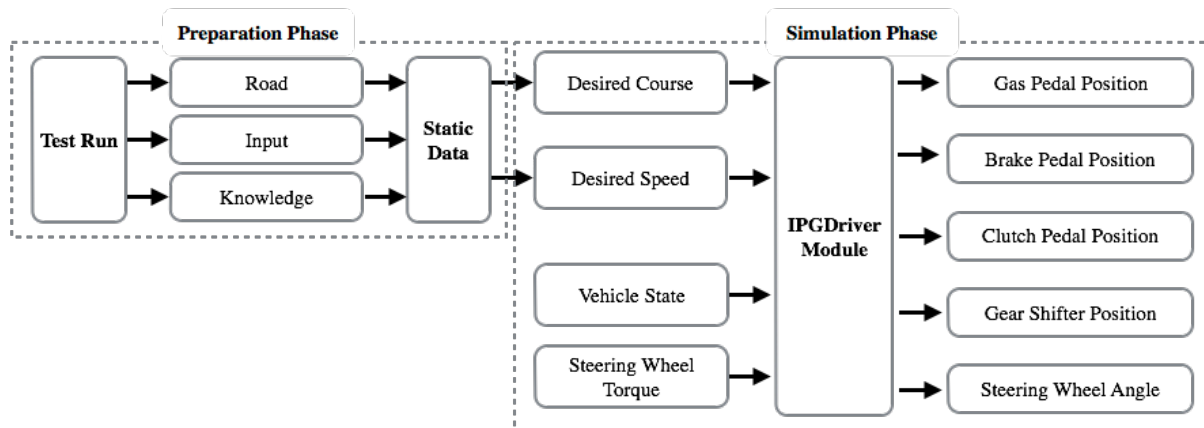 Preparation Phase
Simulation Phase
Test Run
Road
Input
Knowledge
Static
Data
Desired Course
Desired Speed
Vehicle State
Steering Wheel
Torque
IPGDriver
Module
Gas Pedal Position
Brake Pedal Position
Clutch Pedal Position
Gear Shifter Position
Steering Wheel Angle